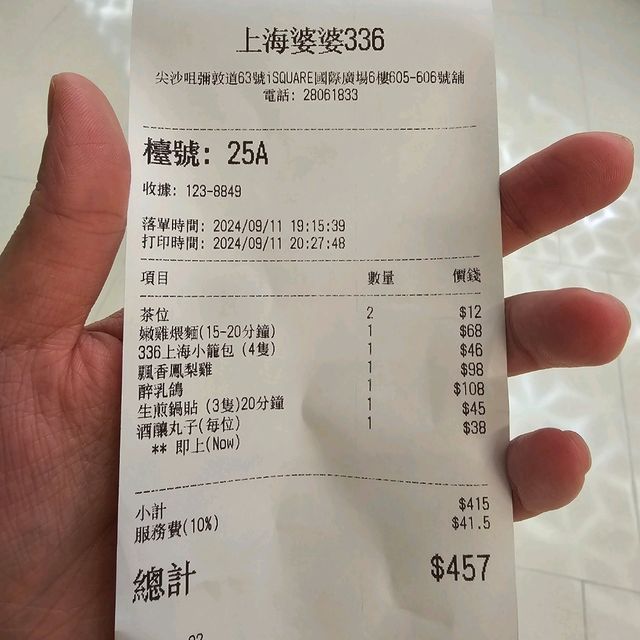 上海婆婆336
尖沙咀彌敦道63號iSQUARE國際廣場6樓605-606號舖
電話: 28061833
檯號: 25A
收據: 123-8849
落單時間: 2024/09/11 19:15:39
打印時間: 2024/09/11 20:27:48
項目 數量 價錢
茶位 2 $12
嫩雞煨麵(15-20分鐘) 1 $68
336上海小籠包 (4隻) 1 $46
飄香鳳梨雞 1 $98
醉乳鴿 1 $108
生煎鍋貼 (3隻)20分鐘 1 $45
酒釀丸子(每位) 1 $38
** 即上(Now)
小計 $415
服務費(10%) $41.5
總計 $457